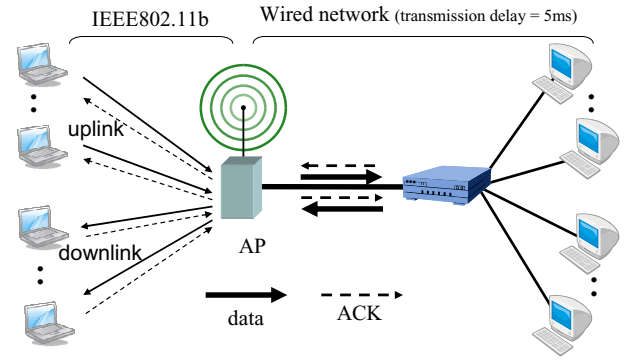 IEEE802.11b
Wired network (transmission delay = 5ms)
uplink
downlink
AP
data
ACK